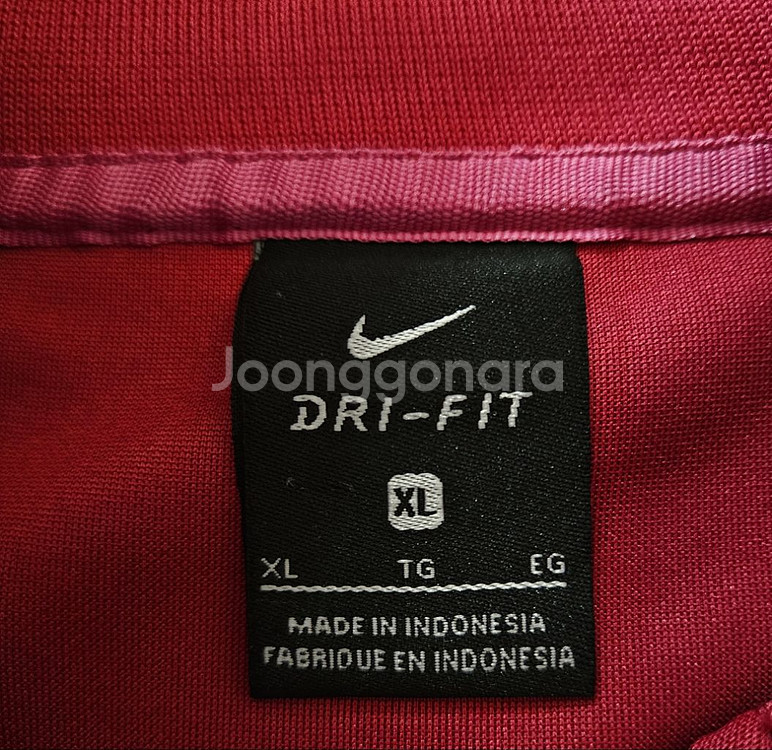 Joonggonara
DRI-FIT
XL
XL TG EG
MADE IN INDONESIA
FABRIQUE EN INDONESIA